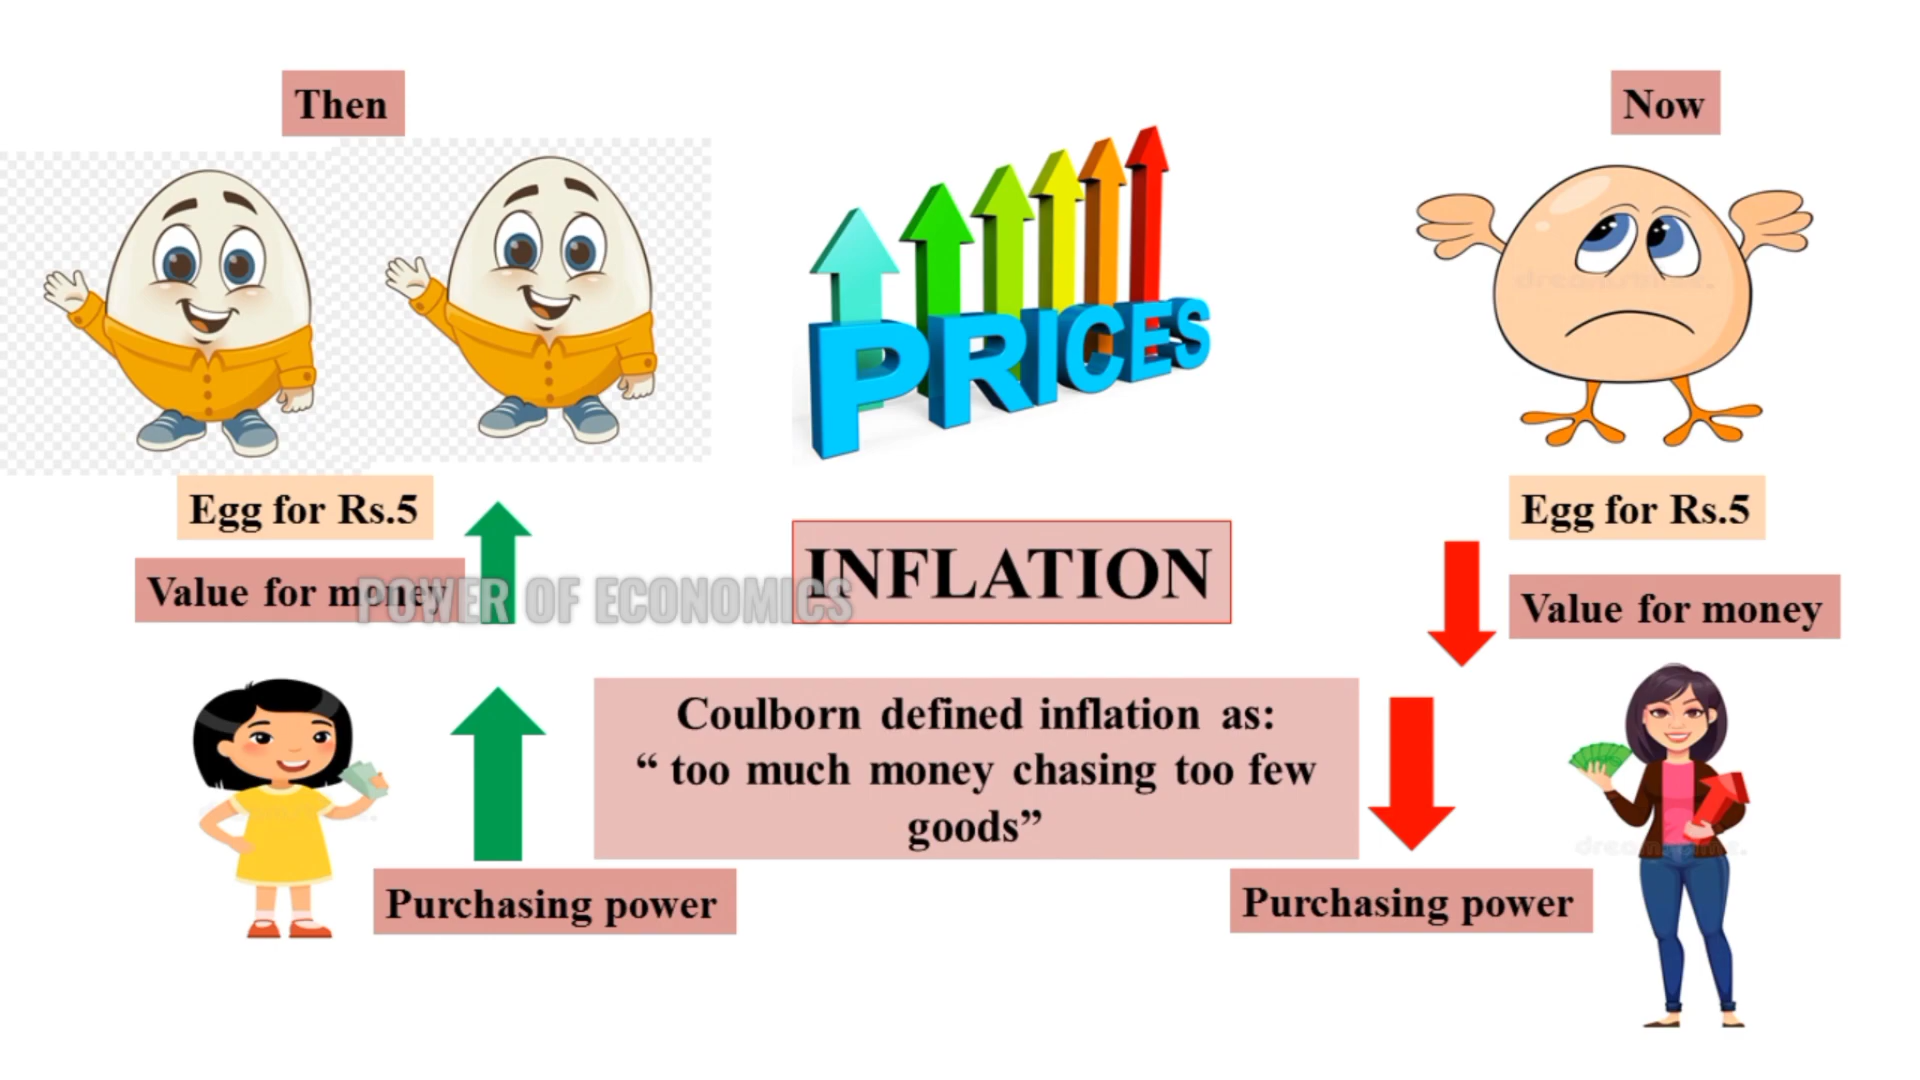 Then
Now
PRICES
Egg for Rs.5
Egg for Rs.5
Value for money
INFLATION
Value for money
POWER OF ECONOMICS
Coulborn defined inflation as:
“ too much money chasing too few
goods”
Purchasing power
Purchasing power